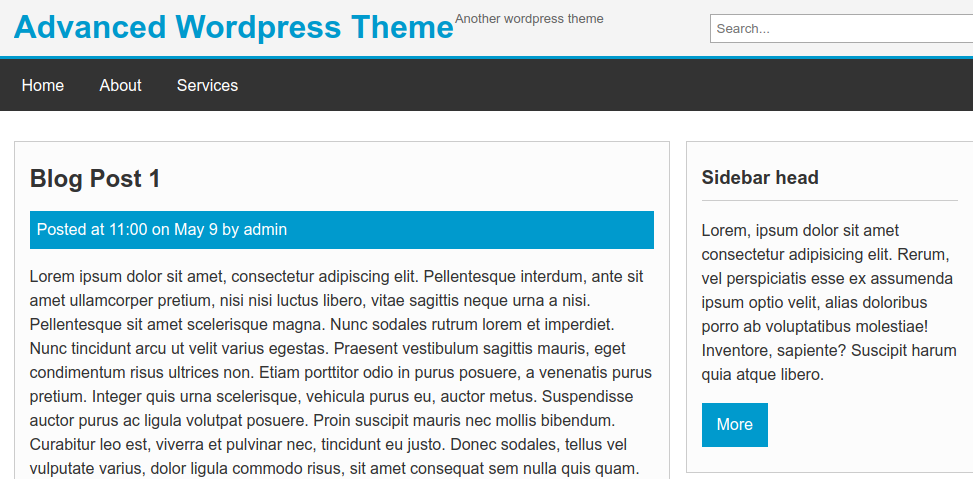 Advanced Wordpress Theme Another wordpress theme
Search...
Home About Services
Blog Post 1
Posted at 11:00 on May 9 by admin
Lorem ipsum dolor sit amet, consectetur adipiscing elit. Pellentesque interdum, ante sit
amet ullamcorper pretium, nisi nisi luctus libero, vitae sagittis neque urna a nisi.
Pellentesque sit amet scelerisque magna. Nunc sodales rutrum lorem et imperdiet.
Nunc tincidunt arcu ut velit varius egestas. Praesent vestibulum sagittis mauris, eget
condimentum risus ultrices non. Etiam porttitor odio in purus posuere, a venenatis purus
pretium. Integer quis urna scelerisque, vehicula purus eu, auctor metus. Suspendisse
auctor purus ac ligula volutpat posuere. Proin suscipit mauris nec mollis bibendum.
Curabitur leo est, viverra et pulvinar nec, tincidunt eu justo. Donec sodales, tellus vel
vulputate varius, dolor ligula commodo risus, sit amet consequat sem nulla quis quam.
Sidebar head
Lorem, ipsum dolor sit amet
consectetur adipisicing elit. Rerum,
vel perspiciatis esse ex assumenda
ipsum optio velit, alias doloribus
porro ab voluptatibus molestiae!
Inventore, sapiente? Suscipit harum
quia atque libero.
More